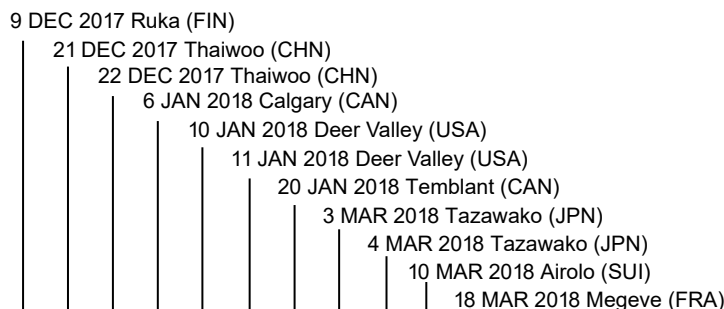 9 DEC 2017 Ruka (FIN)
21 DEC 2017 Thaiwoo (CHN)
22 DEC 2017 Thaiwoo (CHN)
6 JAN 2018 Calgary (CAN)
10 JAN 2018 Deer Valley (USA)
11 JAN 2018 Deer Valley (USA)
20 JAN 2018 Temblant (CAN)
3 MAR 2018 Tazawako (JPN)
4 MAR 2018 Tazawako (JPN)
10 MAR 2018 Airolo (SUI)
18 MAR 2018 Megeve (FRA)